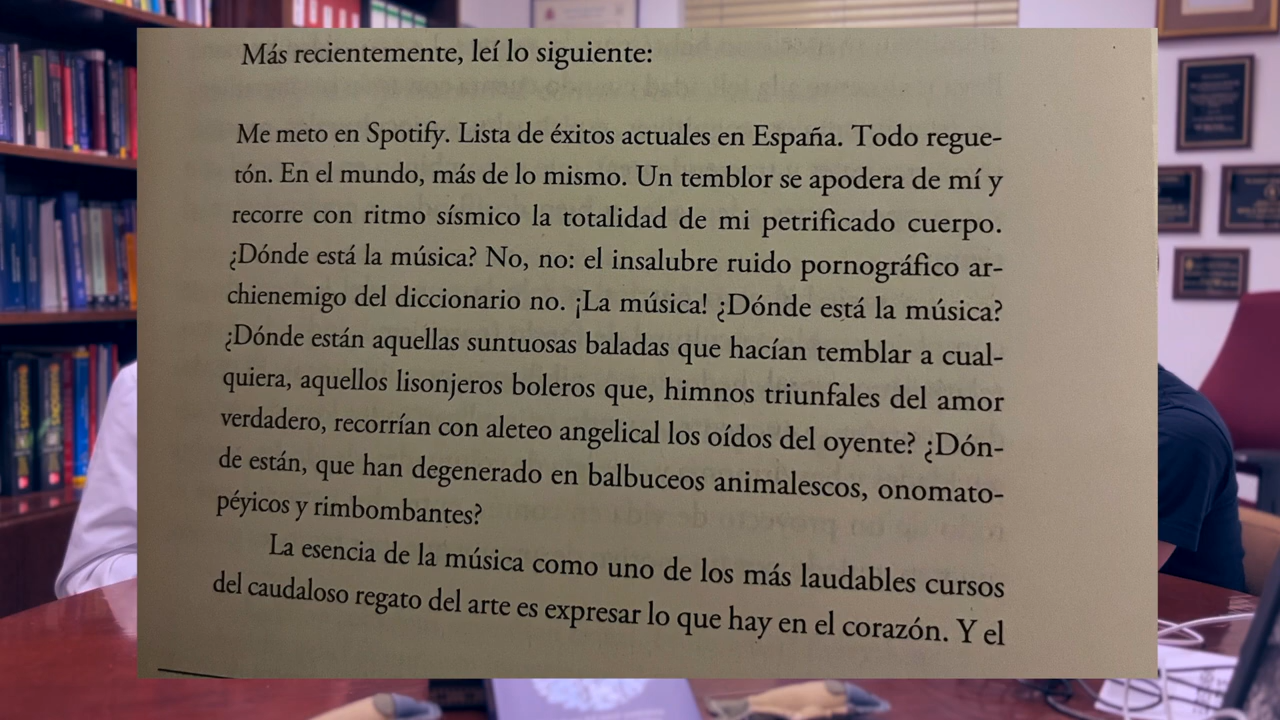 Más recientemente, leí lo siguiente:
Me meto en Spotify. Lista de éxitos actuales en España. Todo regue-
tón. En el mundo, más de lo mismo. Un temblor se apodera de mí y
recorre con ritmo sísmico la totalidad de mi petrificado cuerpo.
¿Dónde está la música? No, no: el insalubre ruido pornográfico ar-
chienemigo del diccionario no. ¡La música! ¿Dónde está la música?
¿Dónde están aquellas suntuosas baladas que hacían temblar a cual-
quiera, aquellos lisonjeros boleros que, himnos triunfales del amor
verdadero, recorrían con aleteo angelical los oídos del oyente? ¿Dón-
de están, que han degenerado en balbuceos animalescos, onomato-
péyicos y rimbombantes?
La esencia de la música como uno de los más laudables cursos
del caudaloso regato del arte es expresar lo que hay en el corazón. Y el